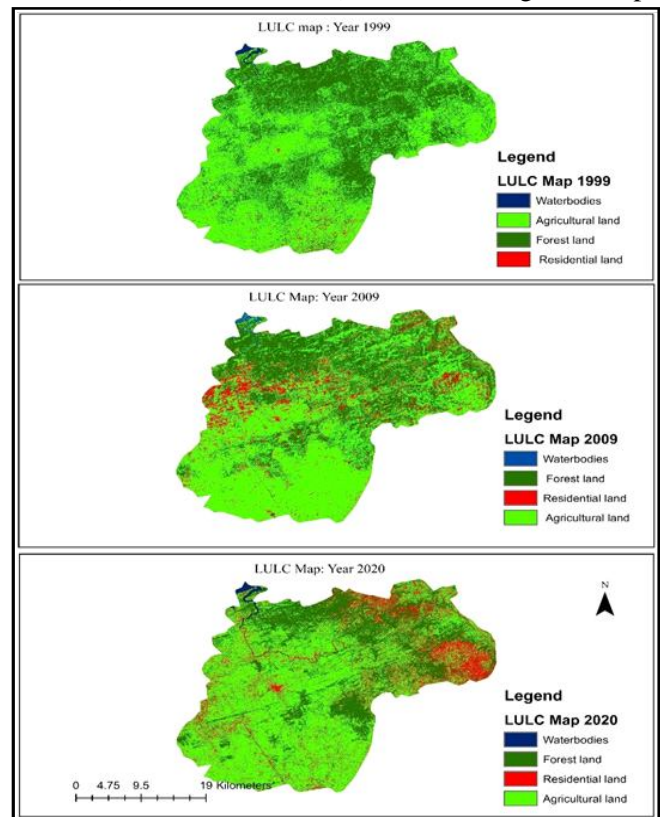 LULC map : Year 1999
Legend
LULC Map 1999
Waterbodies
Agricultural land
Forest land
Residential land
LULC Map: Year 2009
Legend
LULC Map 2009
Waterbodies
Forest land
Residential land
Agricultural land
LULC Map: Year 2020
N
Legend
LULC Map 2020
Waterbodies
Forest land
Residential land
Agricultural land
0 4.75 9.5 19 Kilometers